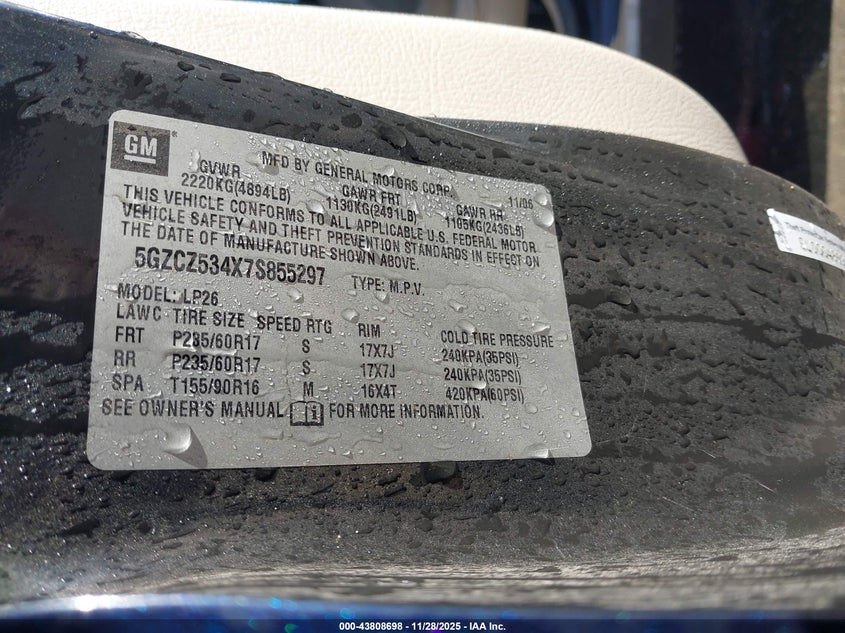 GM
MFD BY GENERAL MOTORS CORP.
GVWR GAWR FRT 11/06 GAWR RR
2220KG(4894LB) 1130KG(2491LB) 1105KG(2436LB)
THIS VEHICLE CONFORMS TO ALL APPLICABLE U.S. FEDERAL MOTOR
VEHICLE SAFETY AND THEFT PREVENTION STANDARDS IN EFFECT ON
THE DATE OF MANUFACTURE SHOWN ABOVE.
5GZCZ534X7S855297 TYPE: M.P.V.
MODEL: LP26
LAWC TIRE SIZE SPEED RTG RIM COLD TIRE PRESSURE
FRT P235/60R17 S 17X7J 240KPA(35PSI)
RR P235/60R17 S 17X7J 240KPA(35PSI)
SPA T155/90R16 M 16X4T 420KPA(60PSI)
SEE OWNER'S MANUAL FOR MORE INFORMATION.
000-43808698 - 11/28/2025 - IAA Inc.